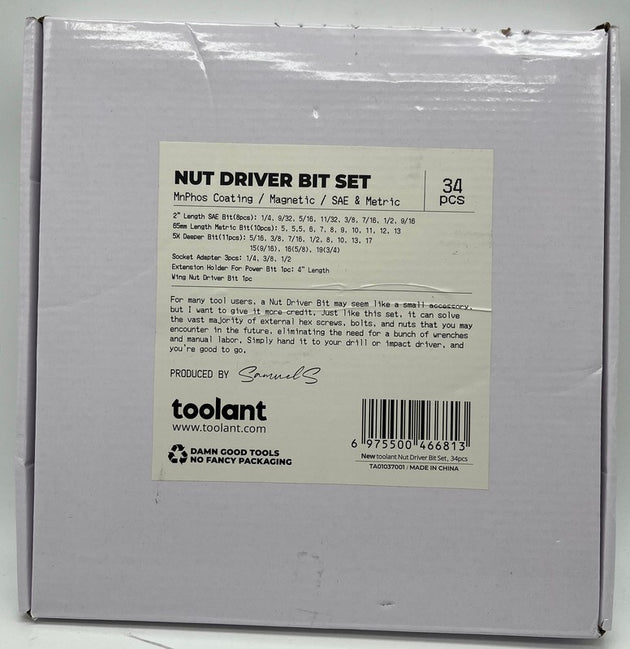 NUT DRIVER BIT SET
MnPhos Coating / Magnetic / SAE & Metric
34
pcs
2" Length SAE Bit(8pcs): 1/4, 9/32, 5/16, 11/32, 3/8, 7/16, 1/2, 9/16
65mm Length Metric Bit(10pcs): 5, 5.5, 6, 7, 8, 9, 10, 11, 12, 13
5X Deeper Bit(11pcs): 5/16, 3/8, 7/16, 1/2, 8, 10, 13, 17
15(9/16), 16(5/8), 19(3/4)
Socket Adapter 3pcs: 1/4, 3/8, 1/2
Extension Holder For Power Bit 1pc: 4" Length
Wing Nut Driver Bit 1pc
For many tool users, a Nut Driver Bit may seem like a small accessory,
but I want to give it more credit. Just like this set, it can solve
the vast majority of external hex screws, bolts, and nuts that you may
encounter in the future, eliminating the need for a bunch of wrenches
and manual labor. Simply hand it to your drill or impact driver, and
you're good to go.
PRODUCED BY SamuelS
toolant
www.toolant.com
DAMN GOOD TOOLS
NO FANCY PACKAGING
6 975500 466813
New toolant Nut Driver Bit Set, 34pcs
TA01037001 / MADE IN CHINA